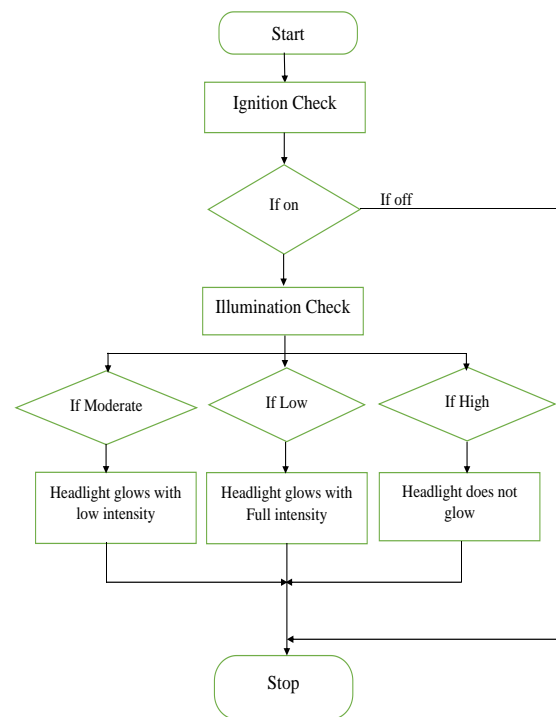 Start
Ignition Check
If on
If off
Illumination Check
If Moderate
If Low
If High
Headlight glows with
low intensity
Headlight glows with
Full intensity
Headlight does not
glow
Stop